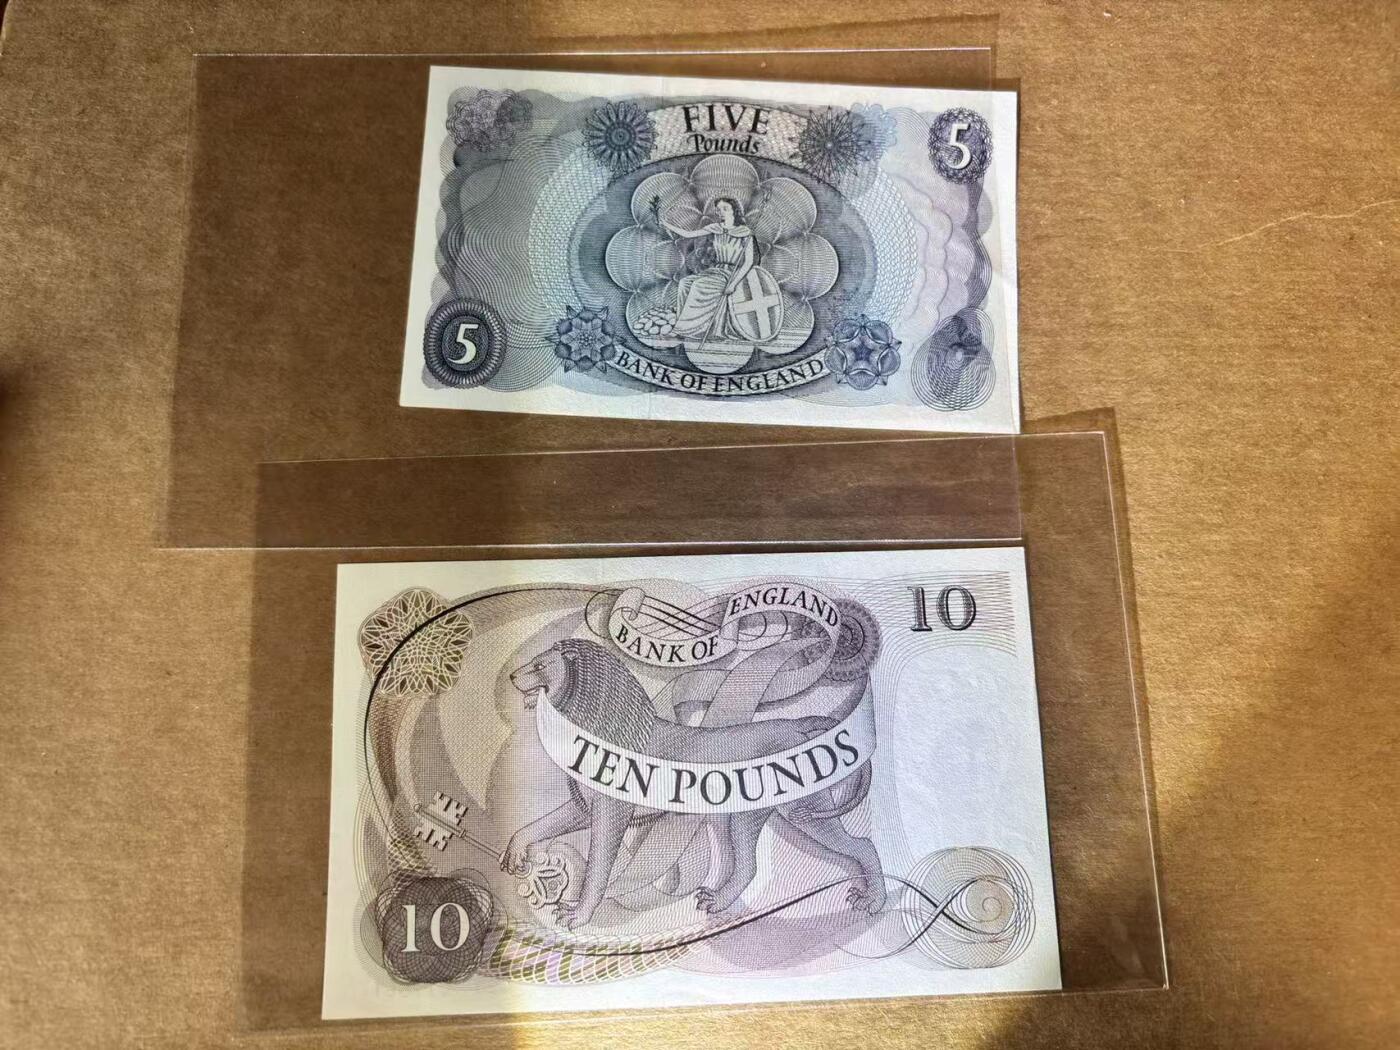 FIVE
Pounds
5
5
BANK OF ENGLAND
BANK OF ENGLAND
10
TEN POUNDS
10